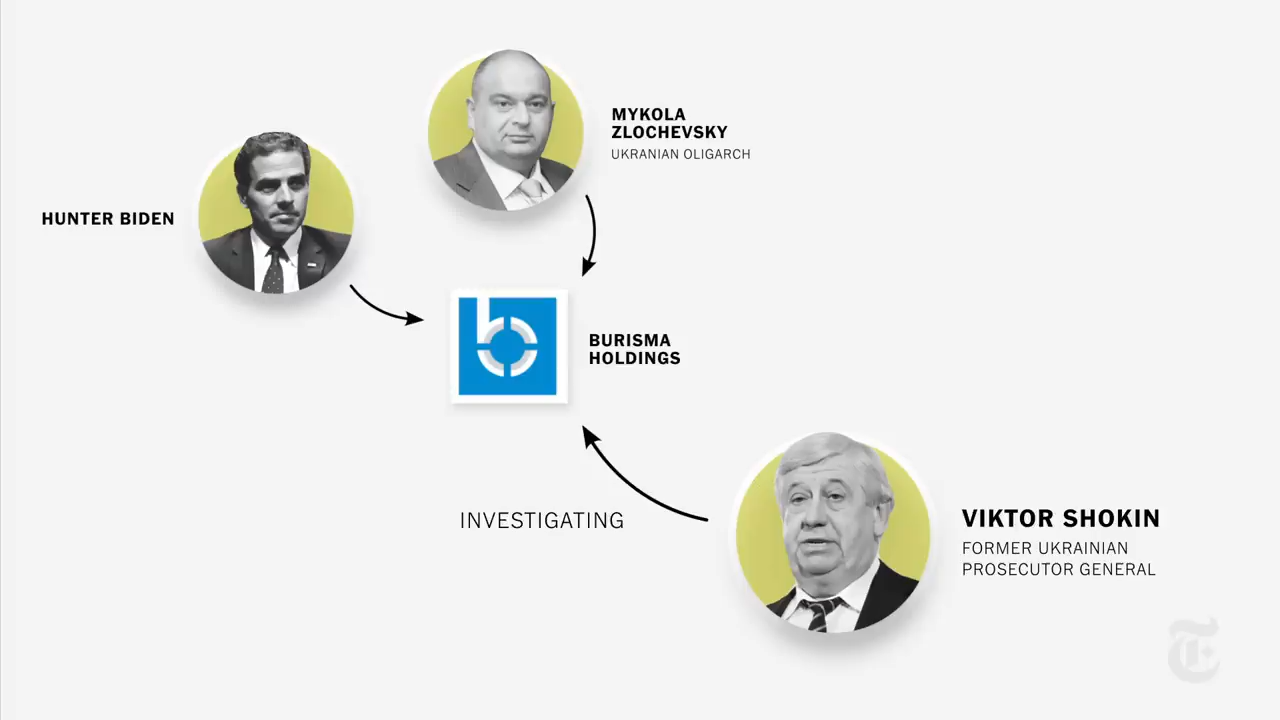 MYKOLA
ZLOCHEVSKY
UKRANIAN OLIGARCH
HUNTER BIDEN
b
BURISMA
HOLDINGS
INVESTIGATING
VIKTOR SHOKIN
FORMER UKRAINIAN
PROSECUTOR GENERAL
T